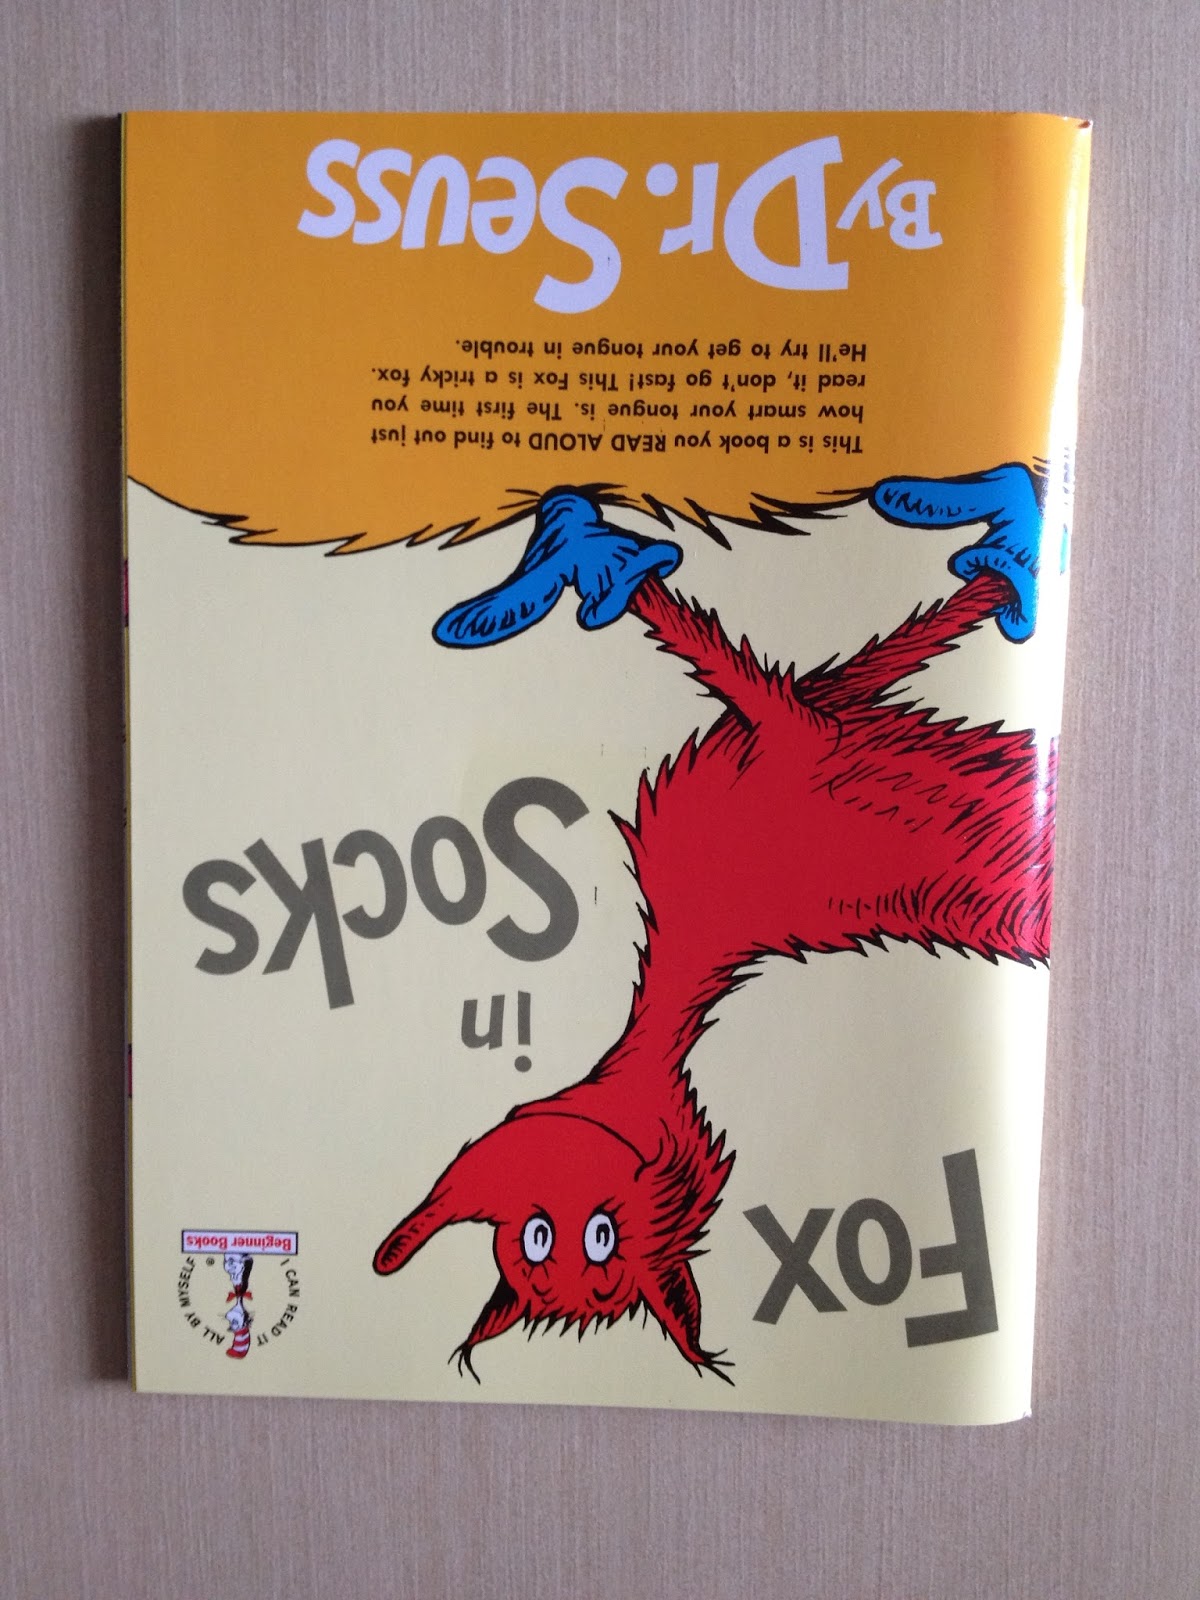 Fox
in
Socks
I CAN READ IT ALL BY MYSELF
®
Beginner Books
This is a book you READ ALOUD to find out just
how smart your tongue is. The first time you
read it, don't go fast! This Fox is a tricky fox.
He'll try to get your tongue in trouble.
By Dr. Seuss